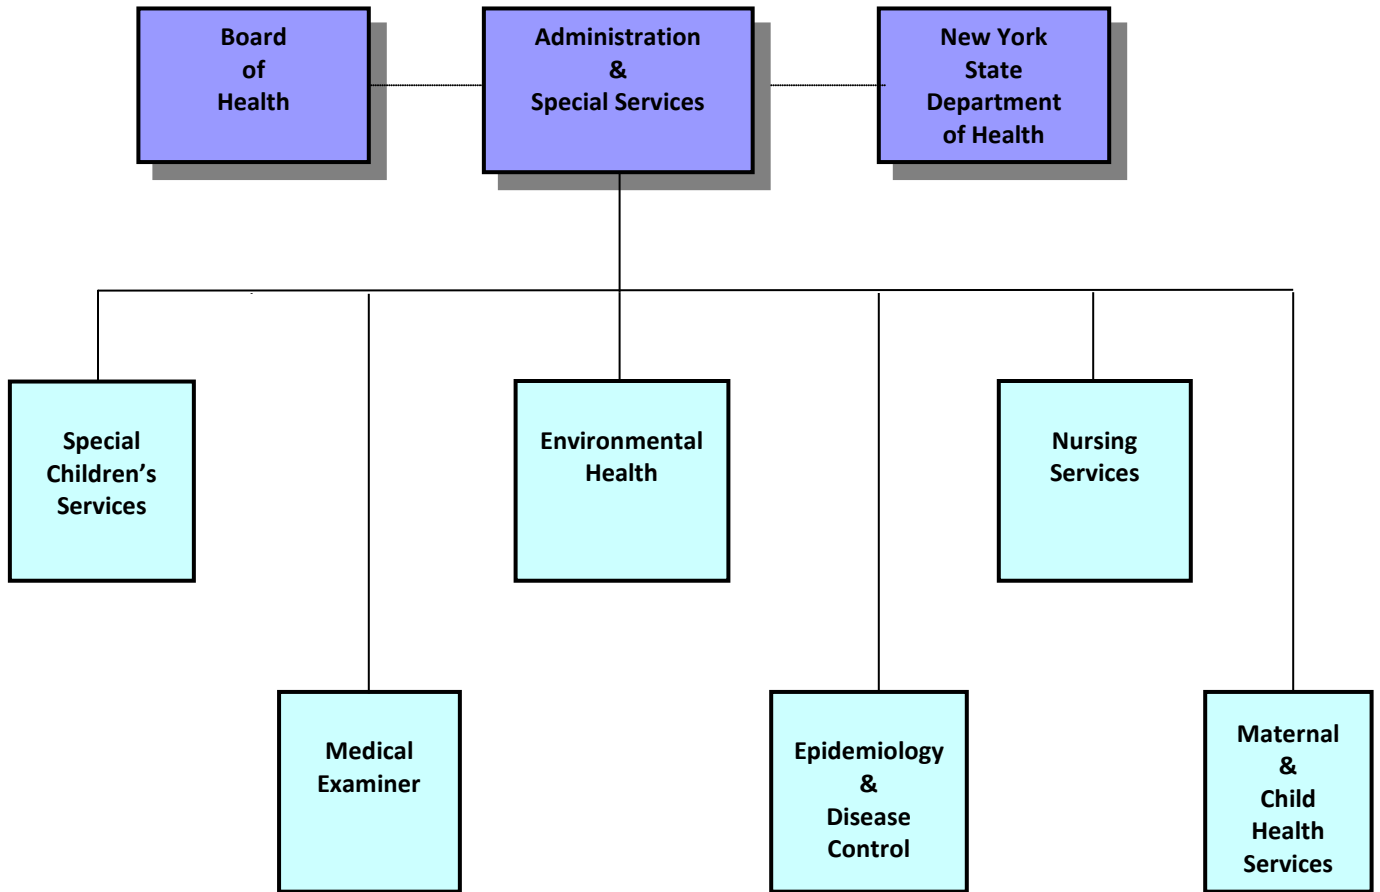 Board
of
Health
Administration
&
Special Services
New York
State
Department
of Health
Special
Children’s
Services
Environmental
Health
Nursing
Services
Medical
Examiner
Epidemiology
&
Disease
Control
Maternal
&
Child
Health
Services